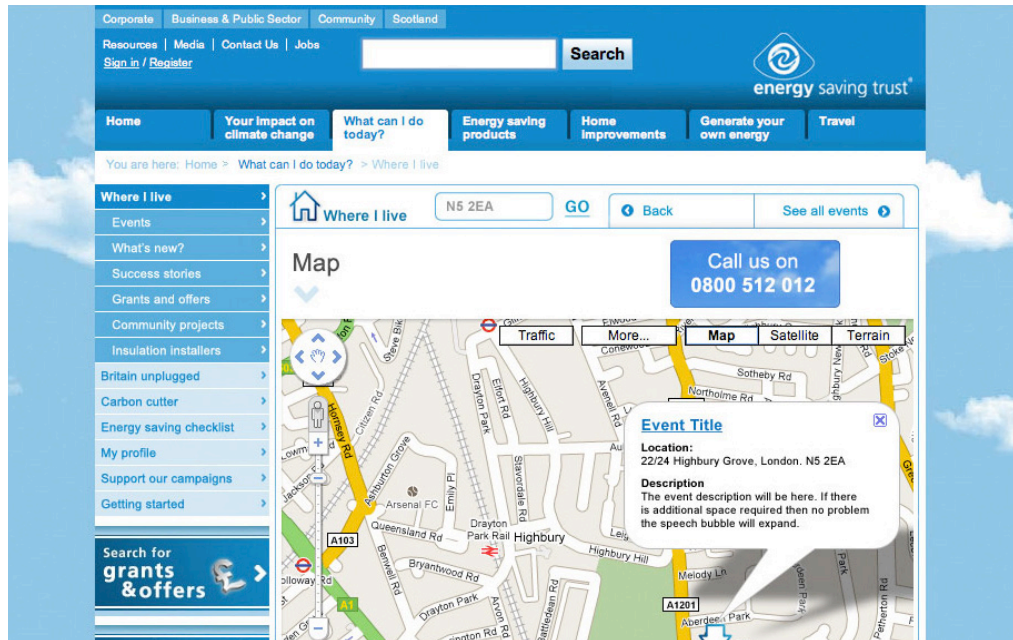 Corporate Business & Public Sector Community Scotland
Resources | Media | Contact Us | Jobs
Sign in / Register
Search
energy saving trust
Home
Your impact on climate change
What can I do today?
Energy saving products
Home improvements
Generate your own energy
Travel
You are here: Home > What can I do today? > Where I live
Where I live
Events
What's new?
Success stories
Grants and offers
Community projects
Insulation installers
Britain unplugged
Carbon cutter
Energy saving checklist
My profile
Support our campaigns
Getting started
Search for
grants
& offers
£
Where I live
N5 2EA
GO
Back
See all events
Map
Call us on
0800 512 012
Traffic
More...
Map
Satellite
Terrain
Sotheby Rd
Northolme Rd
Hornsey Rd
Citizen Rd
Drayton Park
Elfort Rd
Highbury Hill
Avenell Rd
Ashburton Grove
Emily Pl
Stavordale Rd
Arsenal FC
Queensland Rd
Drayton
Park Rail
Highbury
A103
Benwell Rd
Bryantwood Rd
Highbury Hill
Melody Ln
A1
Drayton Park
Arvon Rd
A1201
Aberdeen Park
Petherton Rd
Event Title
Location:
22/24 Highbury Grove, London. N5 2EA
Description
The event description will be here. If there
is additional space required then no problem
the speech bubble will expand.